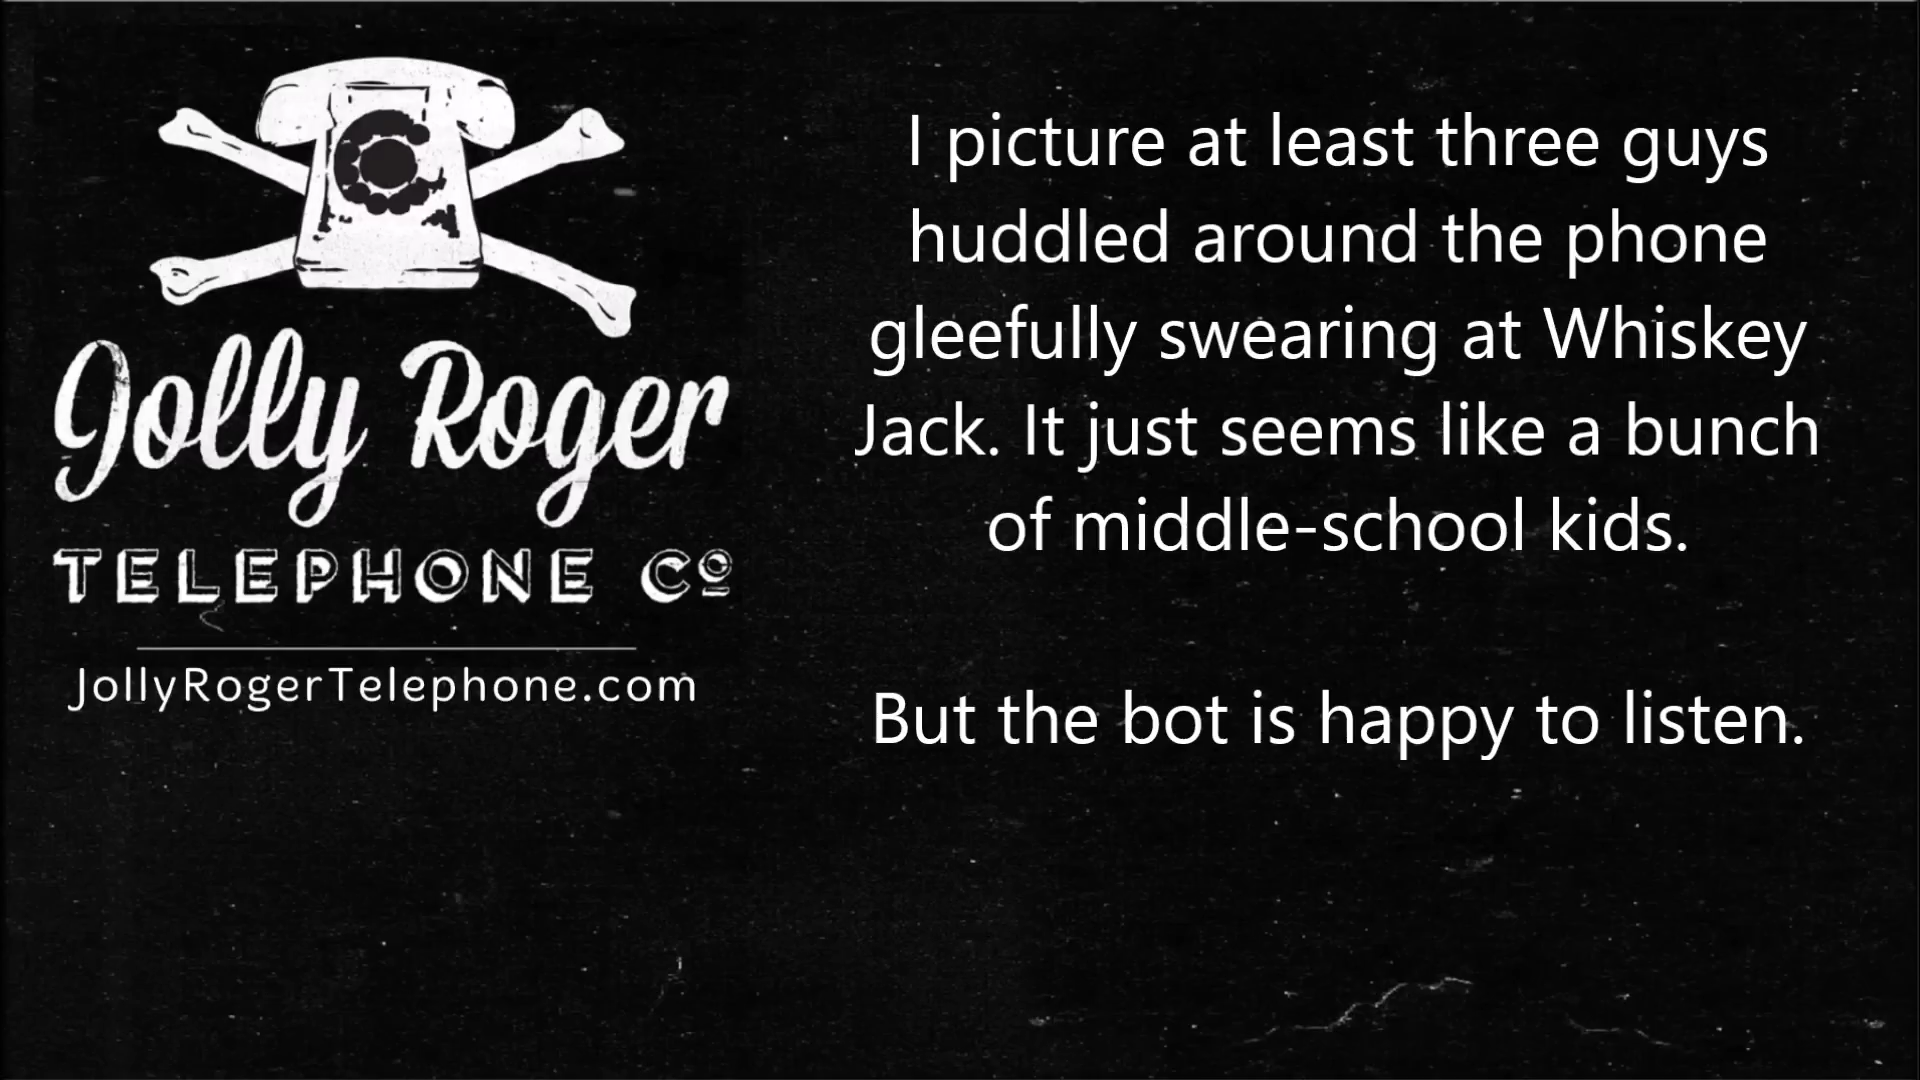 Jolly Roger
TELEPHONE Co
JollyRogerTelephone.com
I picture at least three guys
huddled around the phone
gleefully swearing at Whiskey
Jack. It just seems like a bunch
of middle-school kids.
But the bot is happy to listen.